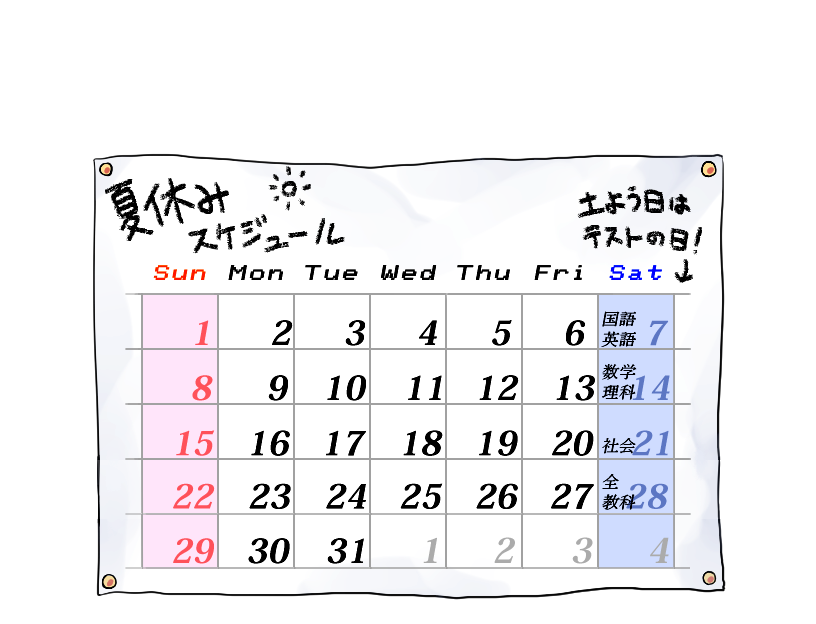 夏休み
スケジュール
土よう日は
テストの日!
↓
Sun Mon Tue Wed Thu Fri Sat
1 2 3 4 5 6 国語 英語 7
8 9 10 11 12 13 数学 理科 14
15 16 17 18 19 20 社会 21
22 23 24 25 26 27 全 教科 28
29 30 31 1 2 3 4